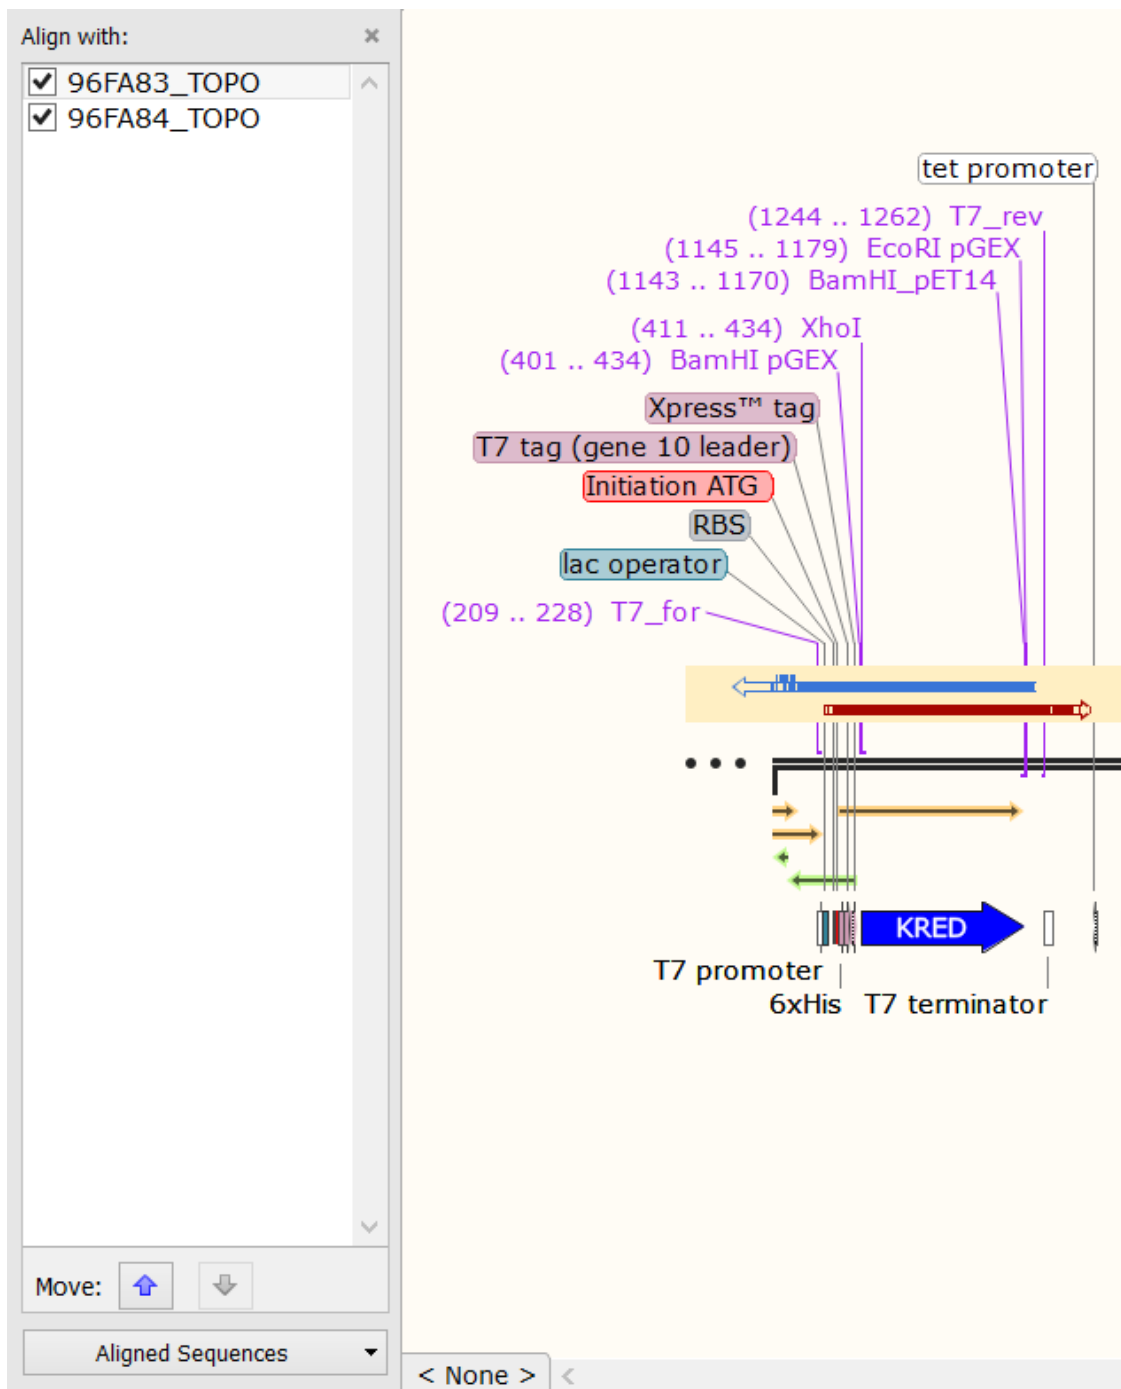 Align with:
96FA83_TOPO
96FA84_TOPO
Move:
Aligned Sequences
tet promoter
(1244 .. 1262) T7_rev
(1145 .. 1179) EcoRI pGEX
(1143 .. 1170) BamHI_pET14
(411 .. 434) XhoI
(401 .. 434) BamHI pGEX
Xpress™ tag
T7 tag (gene 10 leader)
Initiation ATG
RBS
lac operator
(209 .. 228) T7_for
KRED
T7 promoter
6xHis T7 terminator
< None >